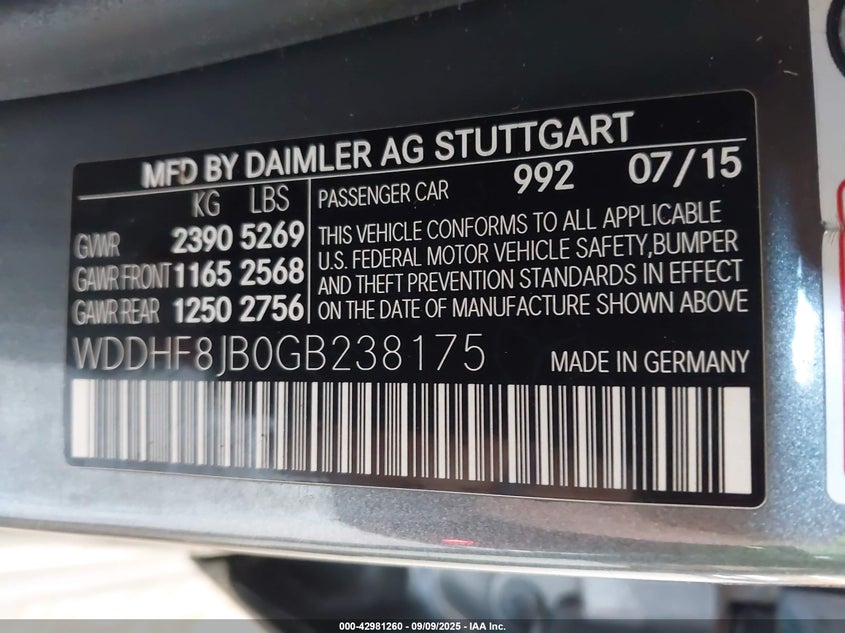 MFD BY DAIMLER AG STUTTGART
KG LBS
GVWR 2390 5269
GAWR FRONT 1165 2568
GAWR REAR 1250 2756
PASSENGER CAR 992 07/15
THIS VEHICLE CONFORMS TO ALL APPLICABLE
U.S. FEDERAL MOTOR VEHICLE SAFETY,BUMPER
AND THEFT PREVENTION STANDARDS IN EFFECT
ON THE DATE OF MANUFACTURE SHOWN ABOVE
WDDHF8JB0GB238175
MADE IN GERMANY
000-42981260 - 09/09/2025 - IAA Inc.